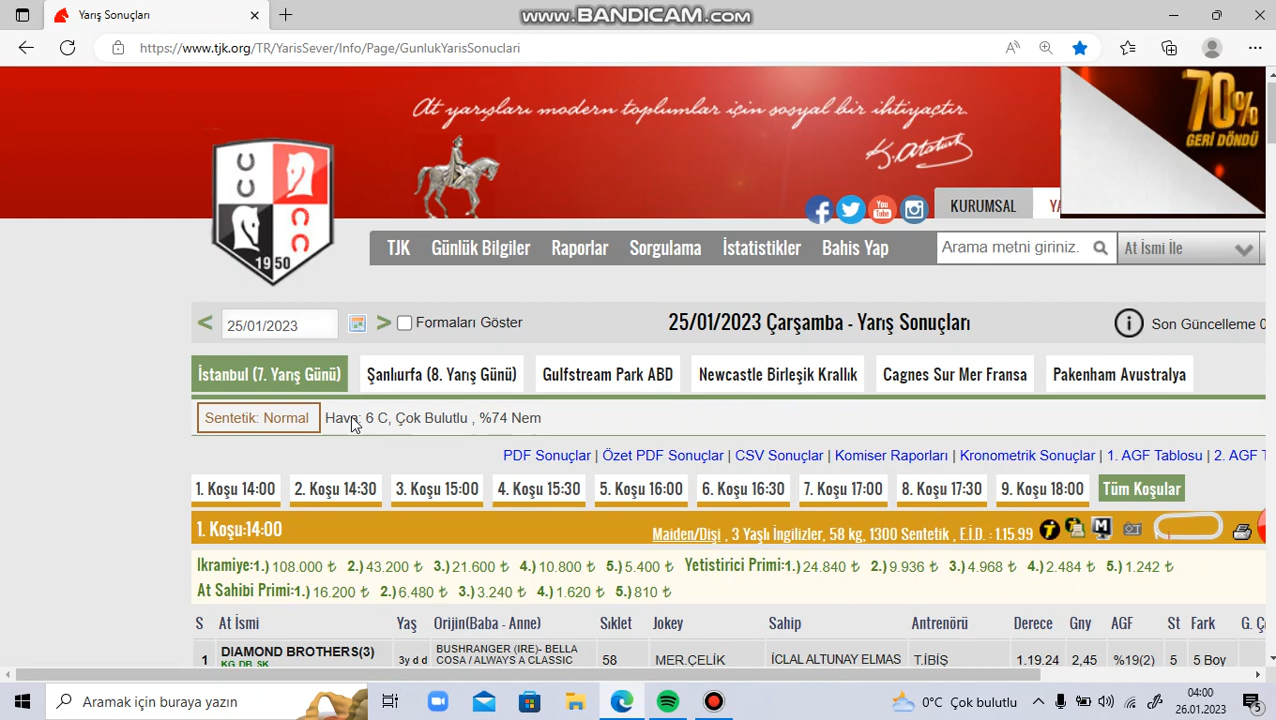 Yarış Sonuçları
www.BANDICAM.com
https://www.tjk.org/TR/YarisSever/Info/Page/GunlukYarisSonuclari
At yarışları modern toplumlar için sosyal bir ihtiyaçtır.
K. Atatürk
70%
GERİ DÖNDÜ
1950
You
Tube
KURUMSAL
TJK Günlük Bilgiler Raporlar Sorgulama İstatistikler Bahis Yap Arama metni giriniz. At İsmi İle
25/01/2023 Formaları Göster 25/01/2023 Çarşamba - Yarış Sonuçları Son Güncelleme 0
İstanbul (7. Yarış Günü) Şanlıurfa (8. Yarış Günü) Gulfstream Park ABD Newcastle Birleşik Krallık Cagnes Sur Mer Fransa Pakenham Avustralya
Sentetik: Normal Hava: 6 C, Çok Bulutlu , %74 Nem
PDF Sonuçlar | Özet PDF Sonuçlar | CSV Sonuçlar | Komiser Raporları | Kronometrik Sonuçlar | 1. AGF Tablosu | 2. AGF T
1. Koşu 14:00 2. Koşu 14:30 3. Koşu 15:00 4. Koşu 15:30 5. Koşu 16:00 6. Koşu 16:30 7. Koşu 17:00 8. Koşu 17:30 9. Koşu 18:00 Tüm Koşular
1. Koşu:14:00 Maiden/Dişi , 3 Yaşlı İngilizler, 58 kg, 1300 Sentetik , E.İ.D. : 1.15.99
Ikramiye:1.) 108.000 ₺ 2.) 43.200 ₺ 3.) 21.600 ₺ 4.) 10.800 ₺ 5.) 5.400 ₺ Yetistirici Primi:1.) 24.840 ₺ 2.) 9.936 ₺ 3.) 4.968 ₺ 4.) 2.484 ₺ 5.) 1.242 ₺
At Sahibi Primi:1.) 16.200 ₺ 2.) 6.480 ₺ 3.) 3.240 ₺ 4.) 1.620 ₺ 5.) 810 ₺
S At İsmi Yaş Orijin(Baba - Anne) Sıklet Jokey Sahip Antrenörü Derece Gny AGF St Fark G. Ç
1 DIAMOND BROTHERS(3) 3y d d BUSHRANGER (IRE)- BELLA 58 MER.ÇELİK İCLAL ALTUNAY ELMAS T.İBİŞ 1.19.24 2,45 %19(2) 5 5 Boy
KG DB SK COSA / ALWAYS A CLASSIC
Aramak için buraya yazın 0°C Çok bulutlu 04:00
26.01.2023 5